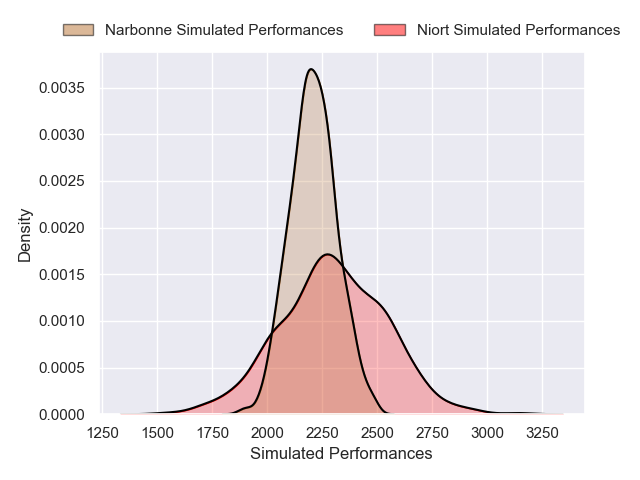 Narbonne Simulated Performances Niort Simulated Performances
0.0035
0.0030
0.0025
0.0020
0.0015
0.0010
0.0005
0.0000
Density
1250 1500 1750 2000 2250 2500 2750 3000 3250
Simulated Performances